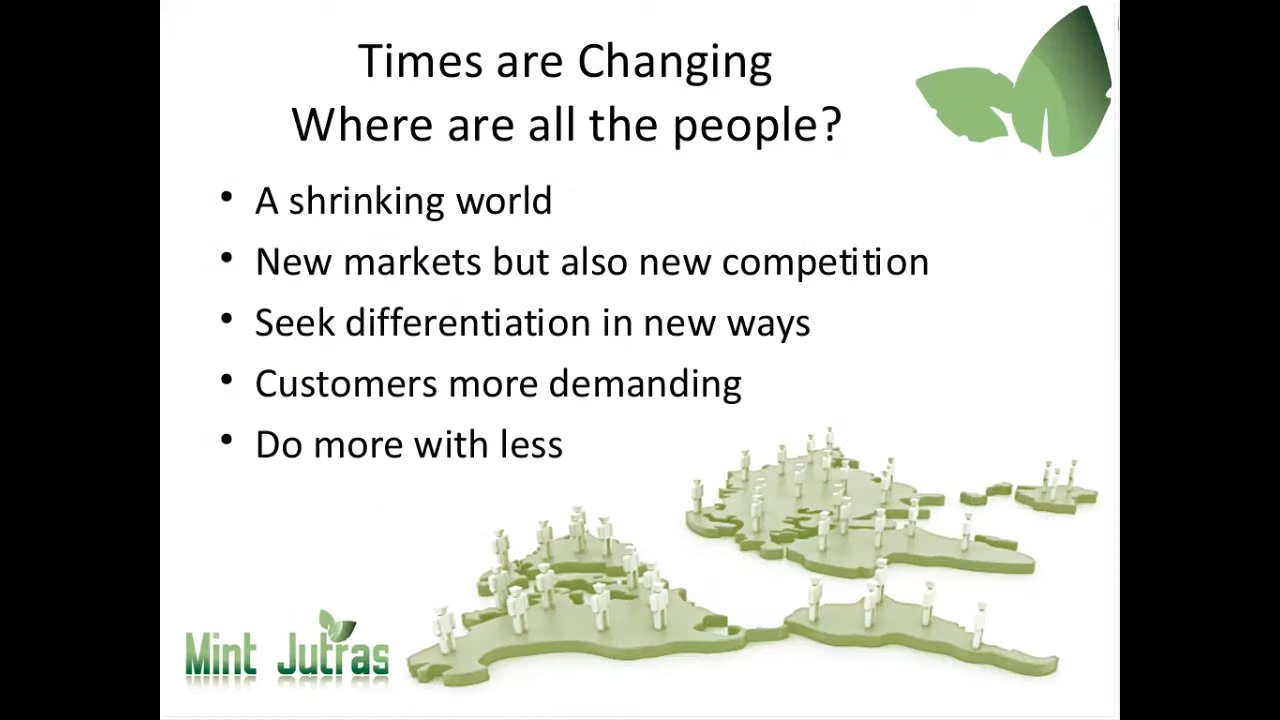 Times are Changing
Where are all the people?
• A shrinking world
• New markets but also new competition
• Seek differentiation in new ways
• Customers more demanding
• Do more with less
Mint Jutras